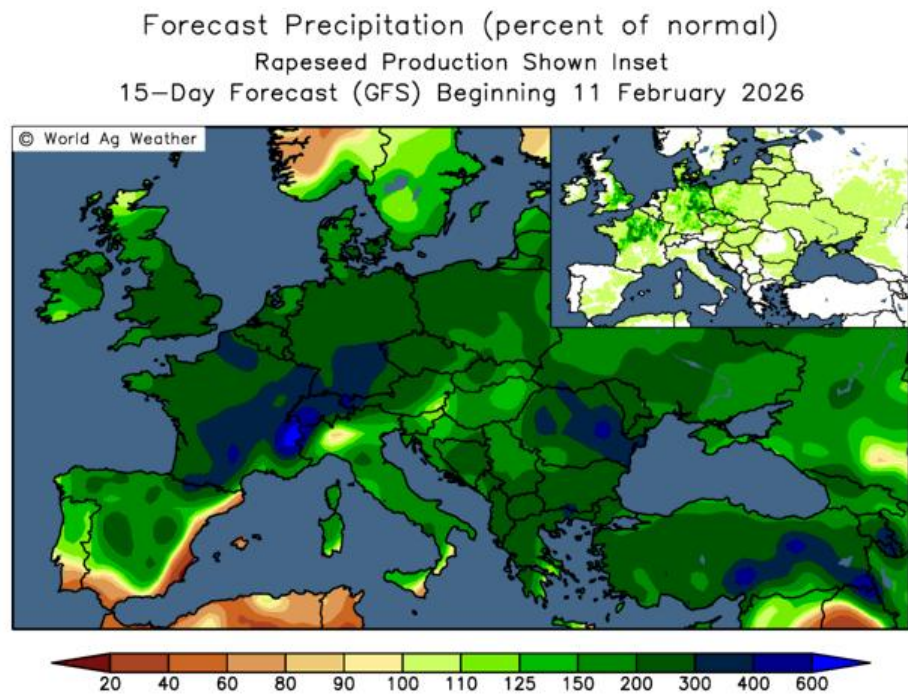 Forecast Precipitation (percent of normal)
Rapeseed Production Shown Inset
15-Day Forecast (GFS) Beginning 11 February 2026
© World Ag Weather
20 40 60 80 90 100 110 125 150 200 300 400 600